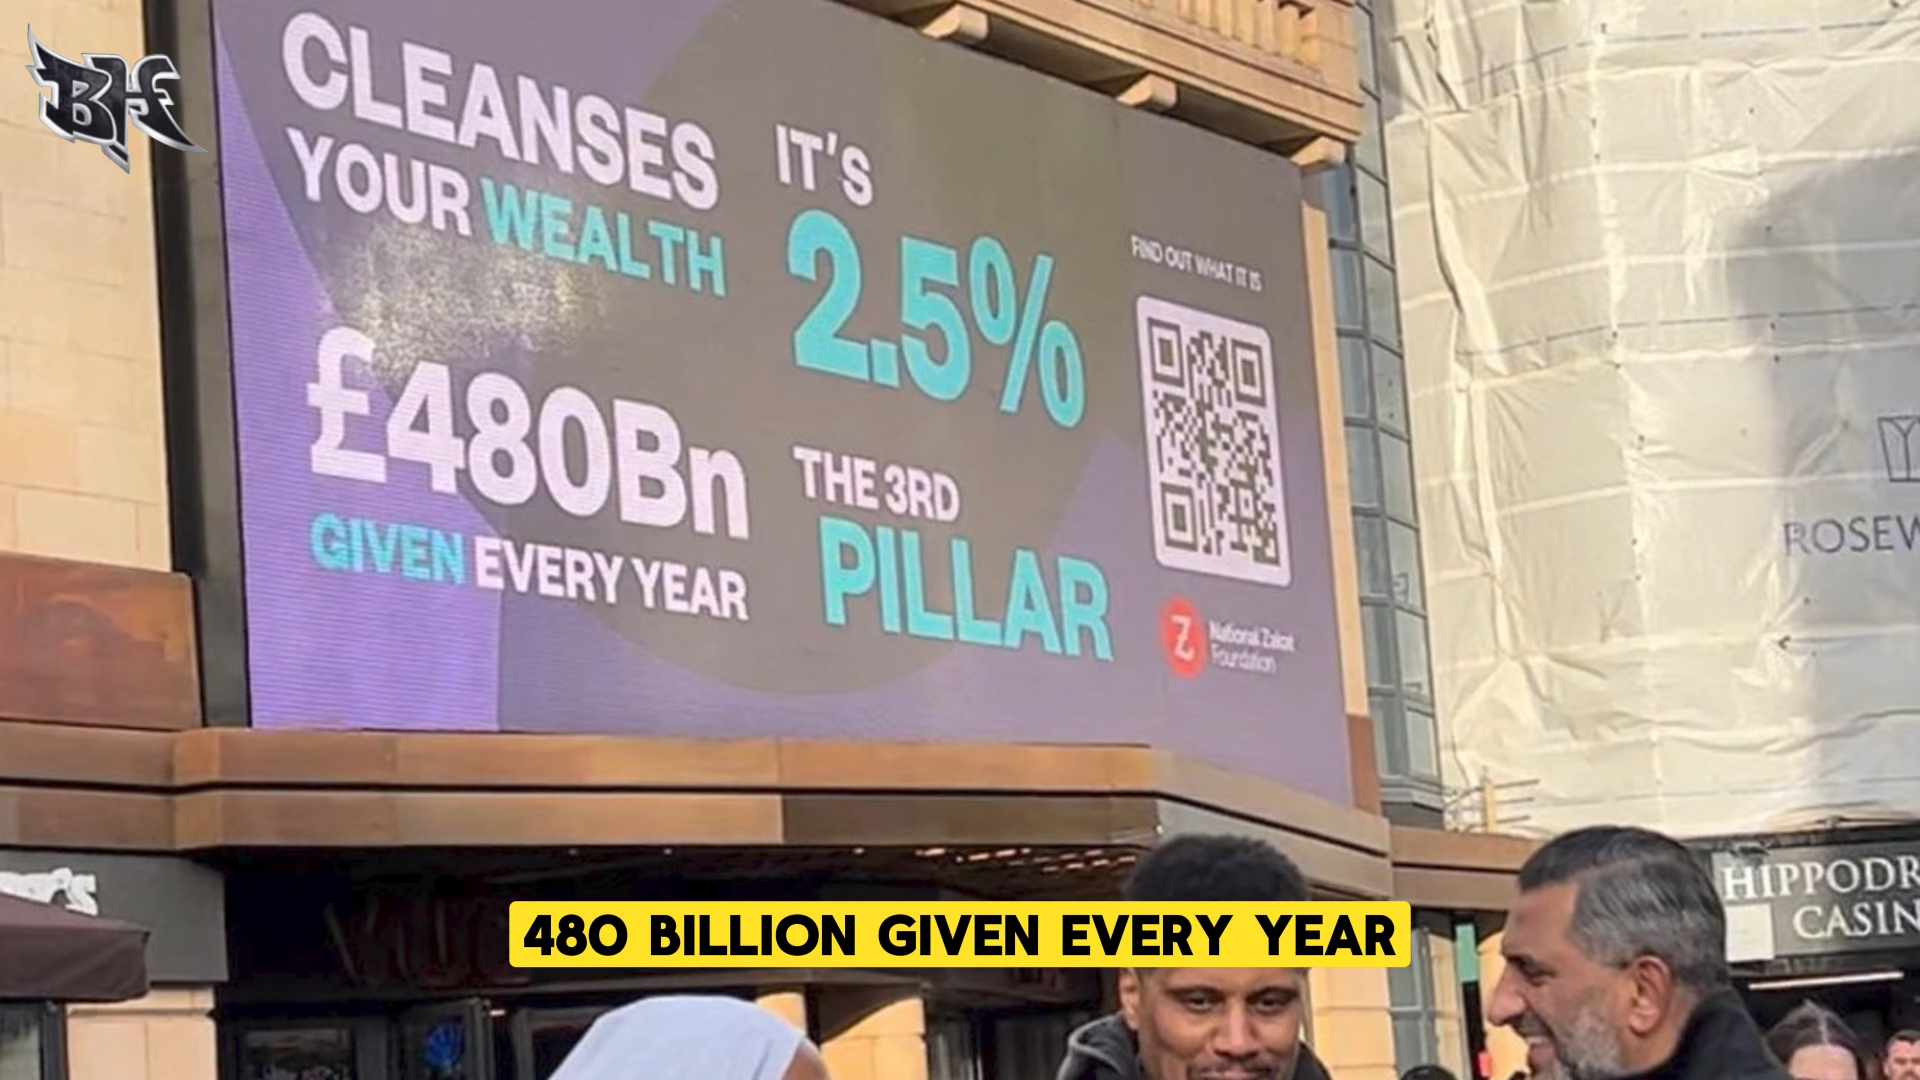 BH
CLEANSES
YOUR WEALTH
£480Bn
GIVEN EVERY YEAR
IT'S
2.5%
THE 3RD
PILLAR
FIND OUT WHAT IT IS
Z
National Zakat
Foundation
HIPPODR
CASIN
ROSEW
480 BILLION GIVEN EVERY YEAR